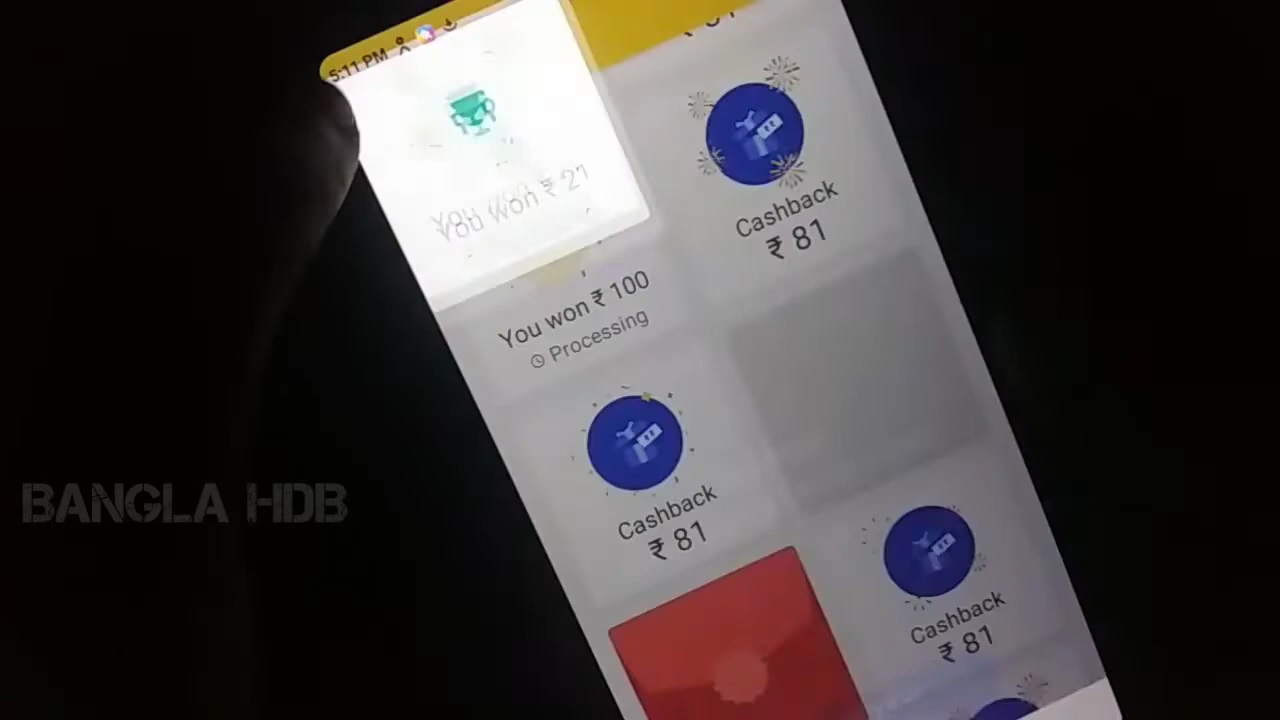 5:11 PM
You won ₹ 21
You won ₹ 100
Processing
Cashback
₹ 81
Cashback
₹ 81
Cashback
₹ 81
BANGLA HDB